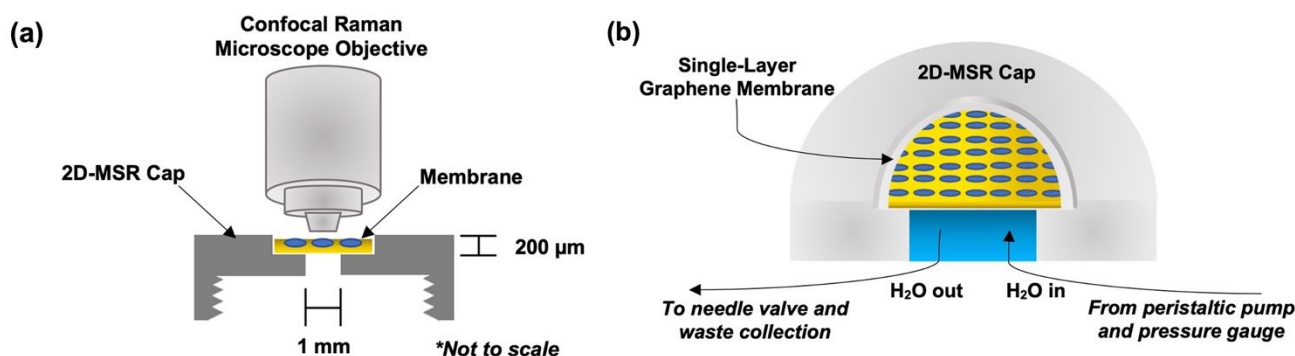 (a)
Confocal Raman
Microscope Objective
2D-MSR Cap
Membrane
200 μm
1 mm
*Not to scale
(b)
Single-Layer
Graphene Membrane
2D-MSR Cap
H₂O out
H₂O in
To needle valve and
waste collection
From peristaltic pump
and pressure gauge